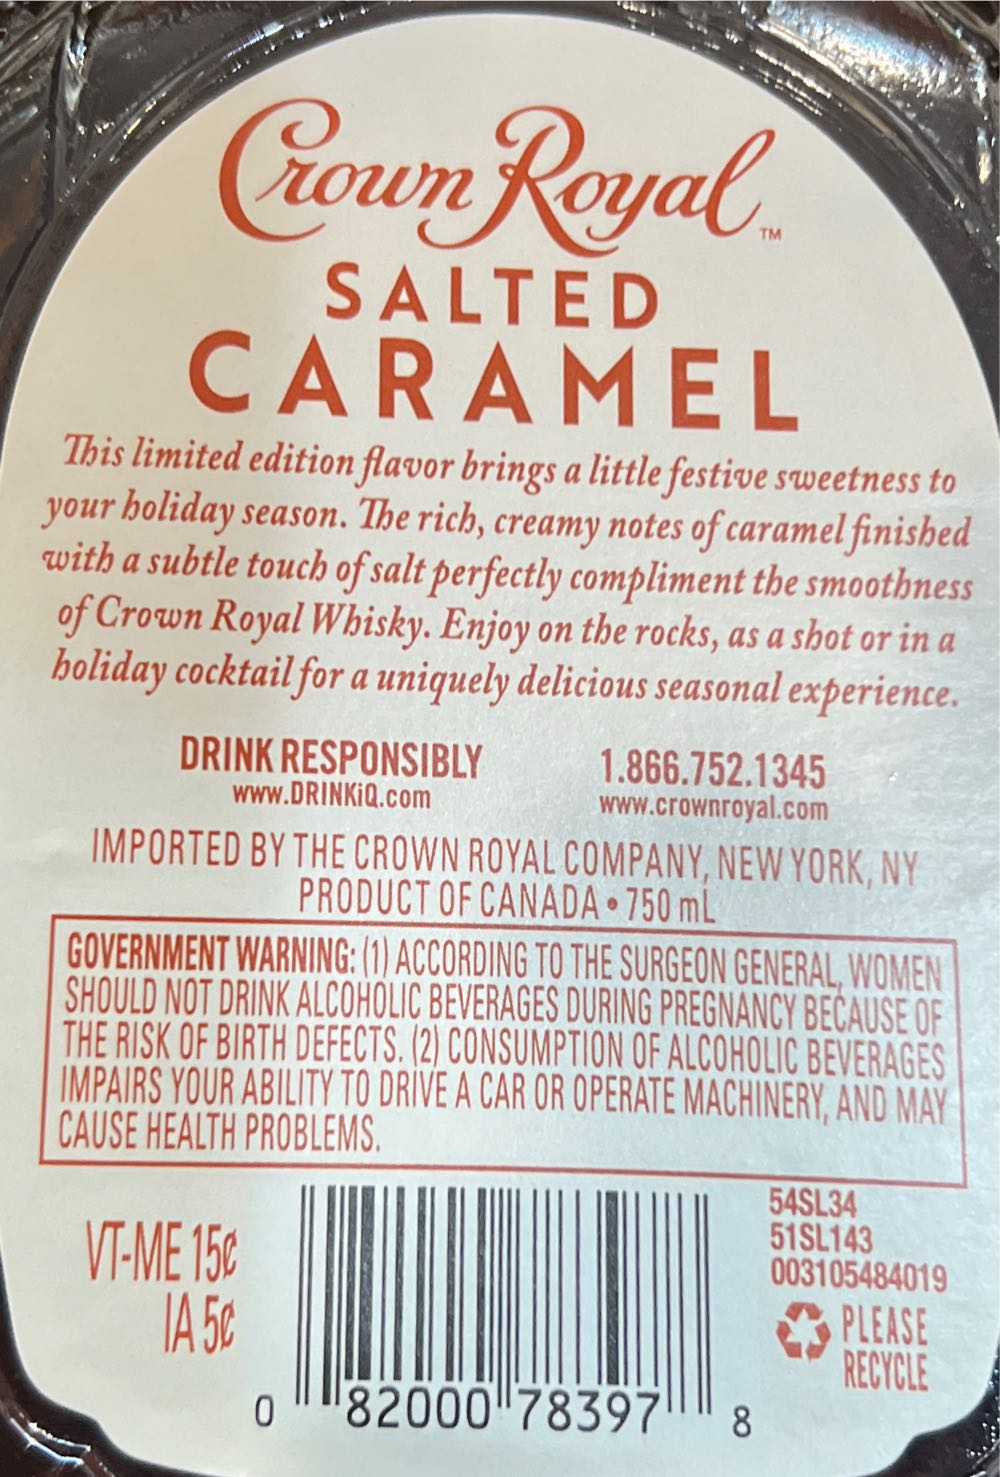 Crown Royal™
SALTED
CARAMEL
This limited edition flavor brings a little festive sweetness to
your holiday season. The rich, creamy notes of caramel finished
with a subtle touch of salt perfectly compliment the smoothness
of Crown Royal Whisky. Enjoy on the rocks, as a shot or in a
holiday cocktail for a uniquely delicious seasonal experience.
DRINK RESPONSIBLY
www.DRINKiQ.com
1.866.752.1345
www.crownroyal.com
IMPORTED BY THE CROWN ROYAL COMPANY, NEW YORK, NY
PRODUCT OF CANADA • 750 mL
GOVERNMENT WARNING: (1) ACCORDING TO THE SURGEON GENERAL, WOMEN
SHOULD NOT DRINK ALCOHOLIC BEVERAGES DURING PREGNANCY BECAUSE OF
THE RISK OF BIRTH DEFECTS. (2) CONSUMPTION OF ALCOHOLIC BEVERAGES
IMPAIRS YOUR ABILITY TO DRIVE A CAR OR OPERATE MACHINERY, AND MAY
CAUSE HEALTH PROBLEMS.
VT-ME 15¢
IA 5¢
0 82000 78397 8
54SL34
51SL143
003105484019
PLEASE
RECYCLE